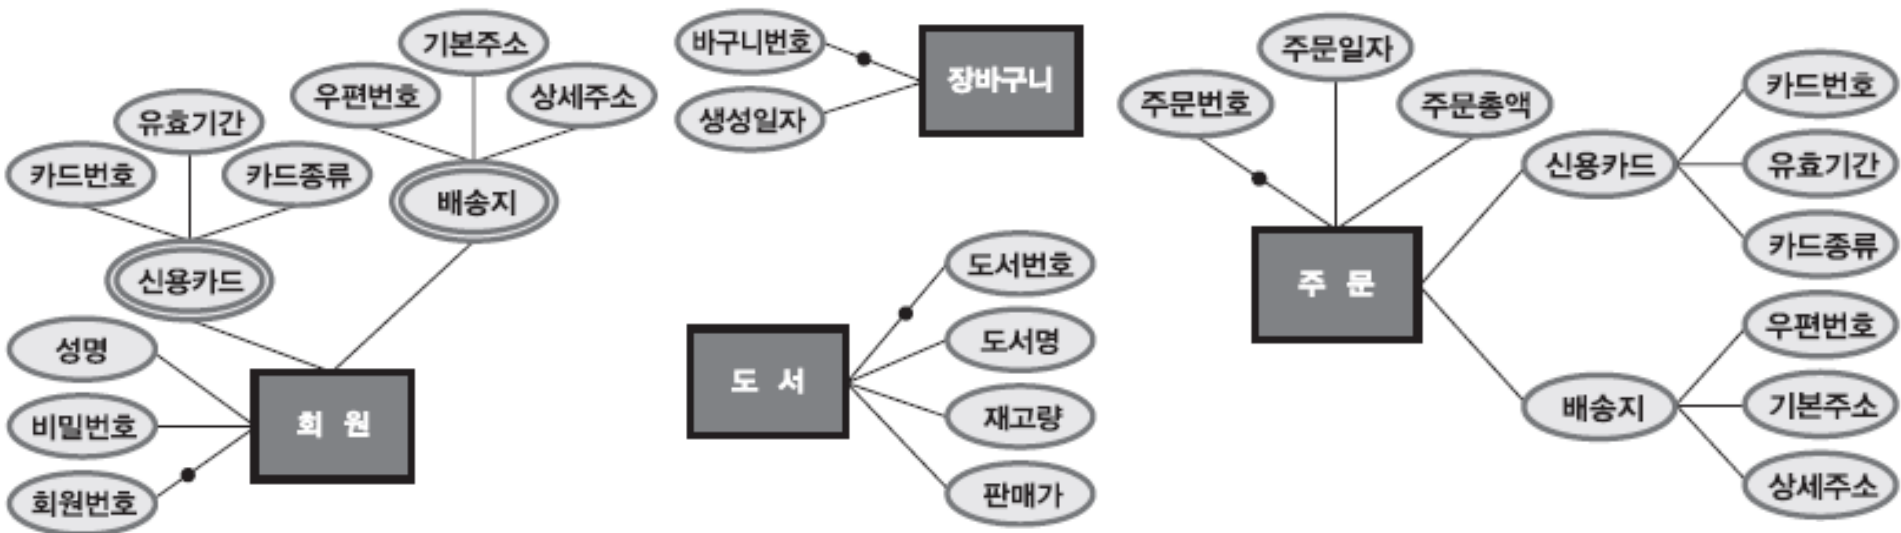 기본주소
우편번호
상세주소
유효기간
카드번호
카드종류
배송지
신용카드
성명
비밀번호
회원번호
회 원
바구니번호
생성일자
장바구니
도서번호
도서명
재고량
판매가
도 서
주문일자
주문번호
주문총액
주 문
신용카드
카드번호
유효기간
카드종류
배송지
우편번호
기본주소
상세주소